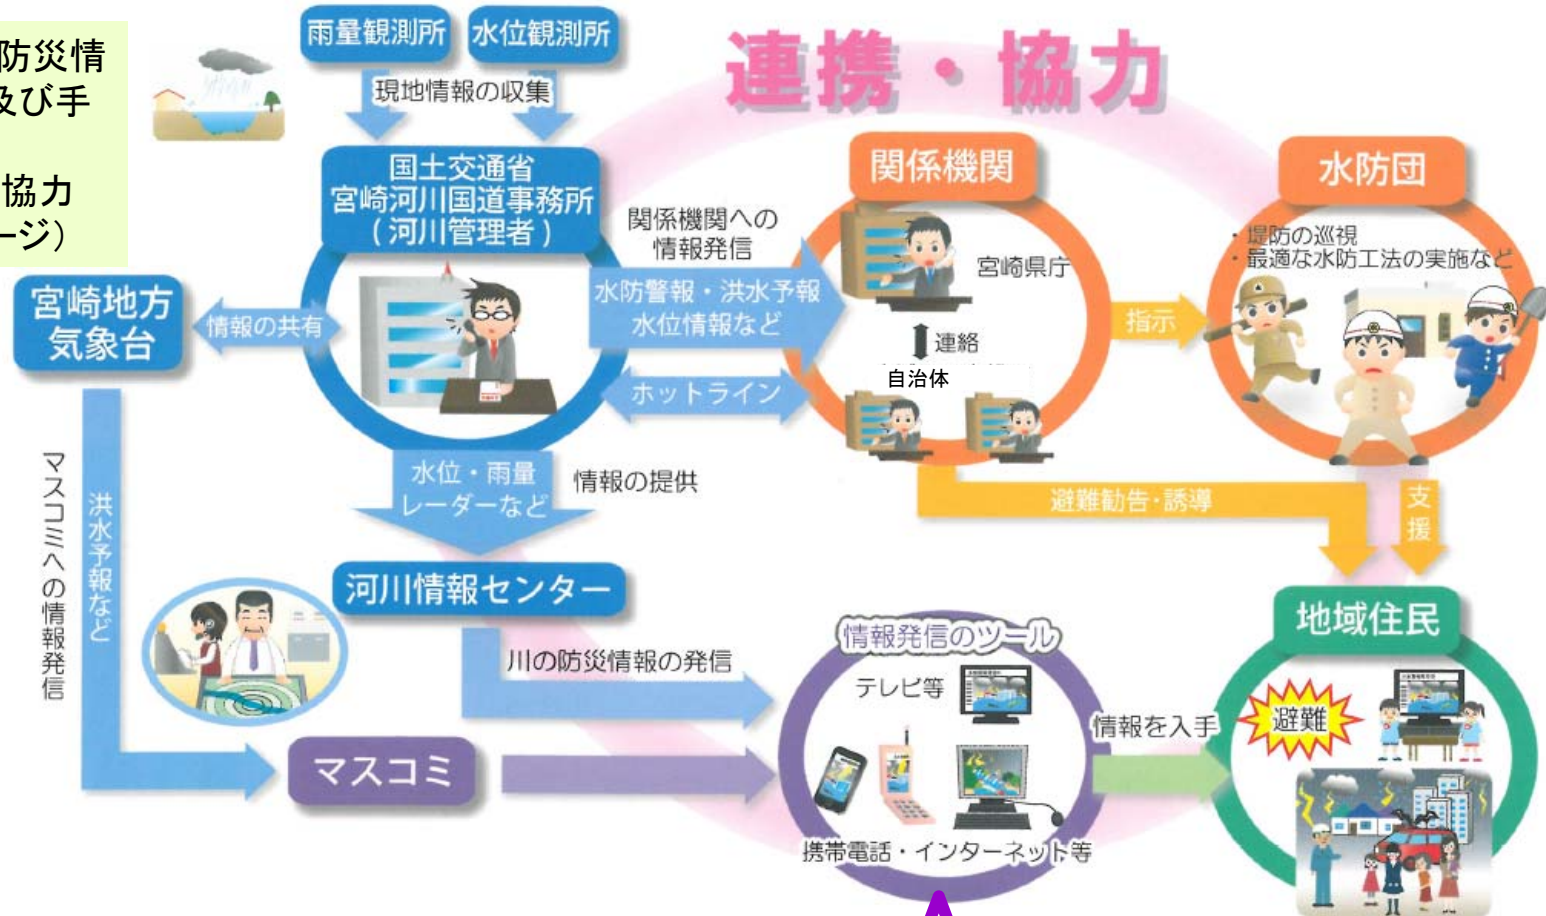 防災情
及び手
協力
ージ）
雨量観測所
水位観測所
現地情報の収集
連携・協力
国土交通省
宮崎河川国道事務所
(河川管理者)
関係機関への
情報発信
水防警報・洪水予報
水位情報など
ホットライン
関係機関
宮崎県庁
連絡
自治体
指示
水防団
・堤防の巡視
・最適な水防工法の実施など
宮崎地方
気象台
情報の共有
水位・雨量
レーダーなど
情報の提供
避難勧告・誘導
支援
マスコミへの情報発信
洪水予報など
河川情報センター
川の防災情報の発信
マスコミ
情報発信のツール
テレビ等
携帯電話・インターネット等
情報を入手
地域住民
避難